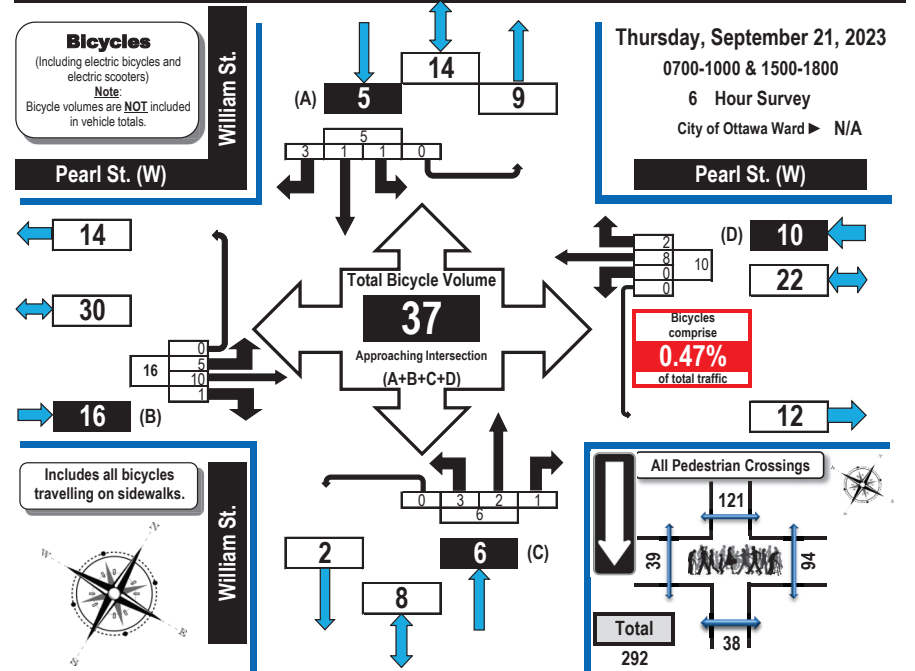 Bicycles
(Including electric bicycles and
electric scooters)
Note:
Bicycle volumes are NOT included
in vehicle totals.
William St.
Pearl St. (W)
(A)
5
14
9
5
3
1
1
0
Thursday, September 21, 2023
0700-1000 & 1500-1800
6 Hour Survey
City of Ottawa Ward ► N/A
Pearl St. (W)
14
30
16
0
5
10
1
16
(B)
Total Bicycle Volume
37
Approaching Intersection
(A+B+C+D)
2
8
0
0
10
(D)
10
22
Bicycles
comprise
0.47%
of total traffic
12
Includes all bicycles
travelling on sidewalks.
N
W
E
S
William St.
0
3
2
1
6
2
8
6
(C)
All Pedestrian Crossings
121
39
94
38
Total
292